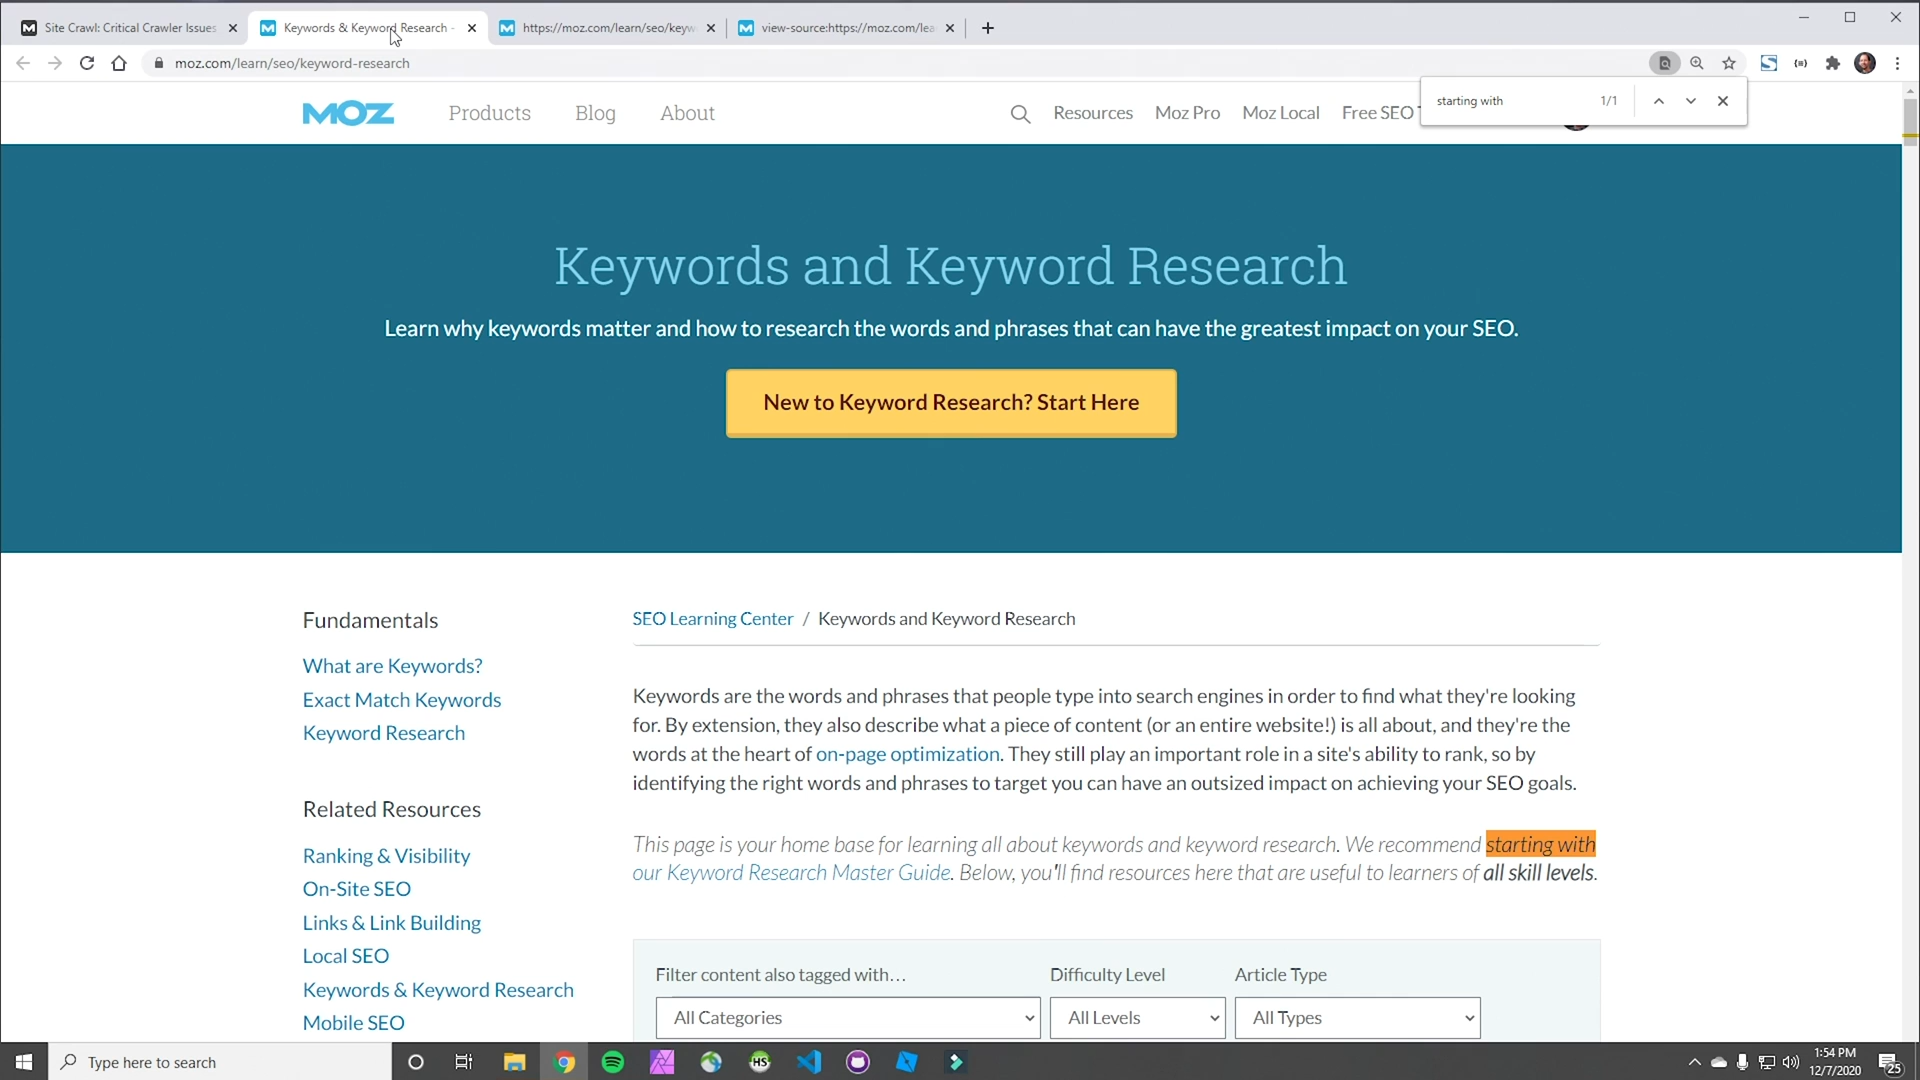 Site Crawl: Critical Crawler Issues
Keywords & Keyword Research -
https://moz.com/learn/seo/keyw
view-source:https://moz.com/lea
moz.com/learn/seo/keyword-research
starting with
1/1
MOZ
Products
Blog
About
Resources
Moz Pro
Moz Local
Free SEO
Keywords and Keyword Research
Learn why keywords matter and how to research the words and phrases that can have the greatest impact on your SEO.
New to Keyword Research? Start Here
Fundamentals
What are Keywords?
Exact Match Keywords
Keyword Research
Related Resources
Ranking & Visibility
On-Site SEO
Links & Link Building
Local SEO
Keywords & Keyword Research
Mobile SEO
SEO Learning Center / Keywords and Keyword Research
Keywords are the words and phrases that people type into search engines in order to find what they're looking
for. By extension, they also describe what a piece of content (or an entire website!) is all about, and they're the
words at the heart of on-page optimization. They still play an important role in a site's ability to rank, so by
identifying the right words and phrases to target you can have an outsized impact on achieving your SEO goals.
This page is your home base for learning all about keywords and keyword research. We recommend starting with
our Keyword Research Master Guide. Below, you'll find resources here that are useful to learners of all skill levels.
Filter content also tagged with…
Difficulty Level
Article Type
All Categories
All Levels
All Types
Type here to search
HS
1:54 PM
12/7/2020
25